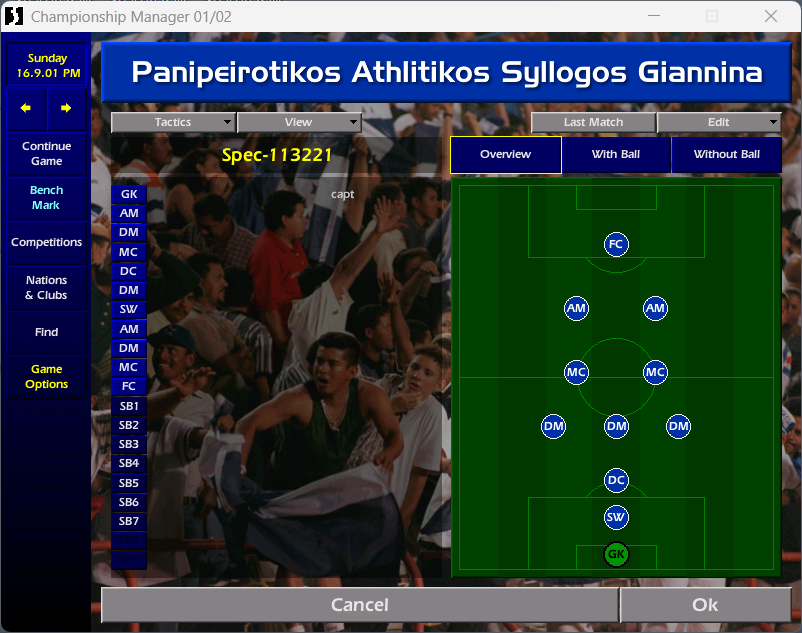 Championship Manager 01/02
Sunday
16.9.01 PM
Panipeirotikos Athlitikos Syllogos Giannina
Tactics
View
Last Match
Edit
Continue
Game
Bench
Mark
Competitions
Nations
& Clubs
Find
Game
Options
Spec-113221
Overview
With Ball
Without Ball
GK
capt
AM
DM
MC
DC
DM
SW
AM
DM
MC
FC
SB1
SB2
SB3
SB4
SB5
SB6
SB7
FC
AM
AM
MC
MC
DM
DM
DM
DC
SW
GK
Cancel
Ok